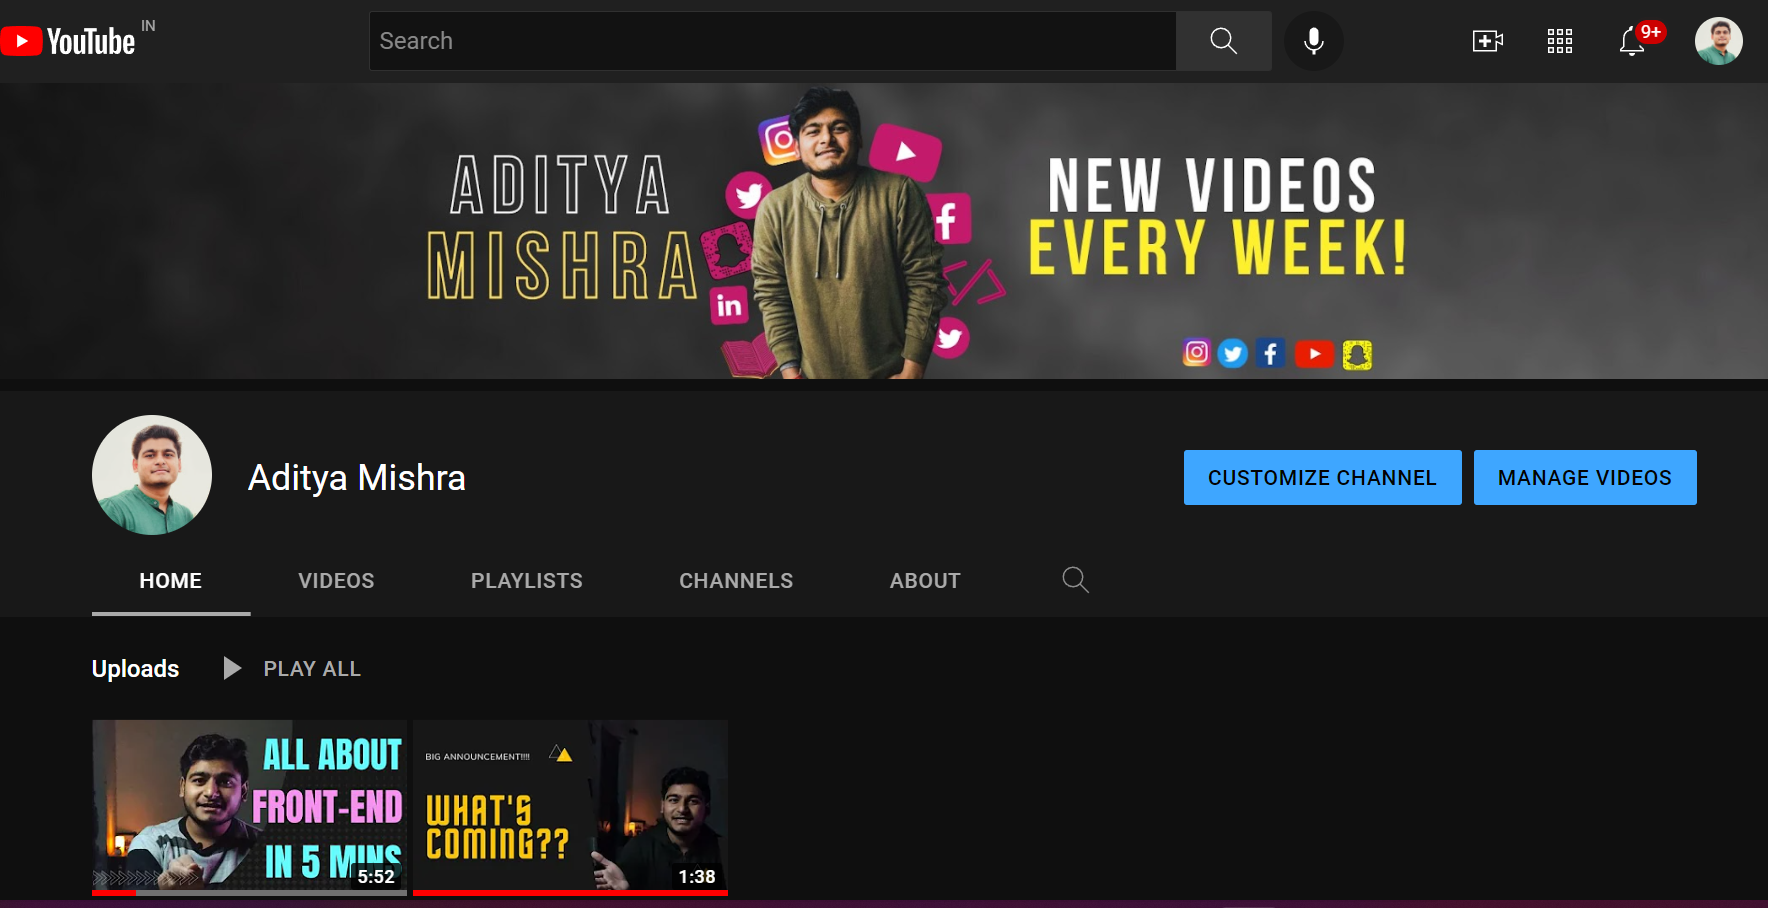 YouTube IN
Search
9+
ADITYA
MISHRA
in
NEW VIDEOS
EVERY WEEK!
Aditya Mishra
CUSTOMIZE CHANNEL
MANAGE VIDEOS
HOME
VIDEOS
PLAYLISTS
CHANNELS
ABOUT
Uploads
PLAY ALL
ALL ABOUT
FRONT-END
IN 5 MINS
5:52
BIG ANNOUNCEMENT!!!!
WHAT'S
COMING??
1:38